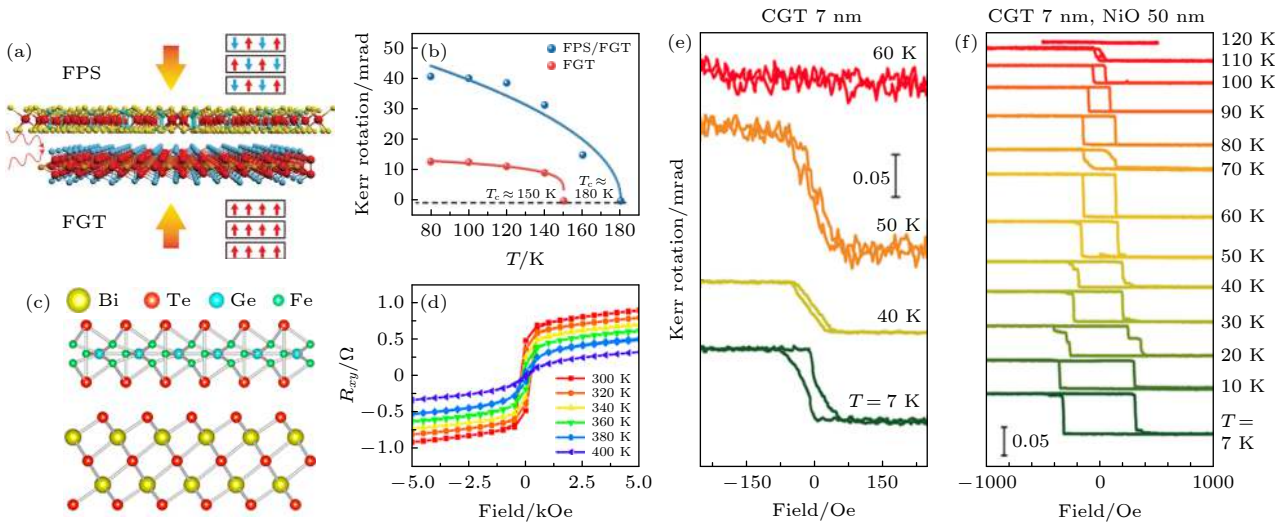 CGT 7 nm
CGT 7 nm, NiO 50 nm
(a)
FPS
FGT
(b)
Kerr rotation/mrad
50
40
30
20
10
0
FPS/FGT
FGT
Tc ≈ 150 K
Tc ≈
180 K
80 100 120 140 160 180
T/K
(c)
Bi Te Ge Fe
(d)
Rxy/Ω
1.0
0.5
0
−0.5
−1.0
300 K
320 K
340 K
360 K
380 K
400 K
−5.0 −2.5 0 2.5 5.0
Field/kOe
(e)
Kerr rotation/mrad
60 K
0.05
50 K
40 K
T = 7 K
−150 0 150
Field/Oe
(f)
120 K
110 K
100 K
90 K
80 K
70 K
60 K
50 K
40 K
30 K
20 K
10 K
T =
7 K
0.05
−1000 0 1000
Field/Oe